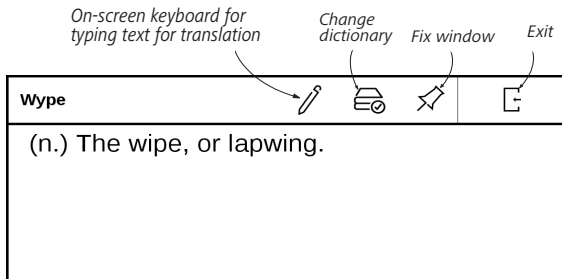 On-screen keyboard for
typing text for translation
Change
dictionary
Fix window
Exit
Wype
(n.) The wipe, or lapwing.